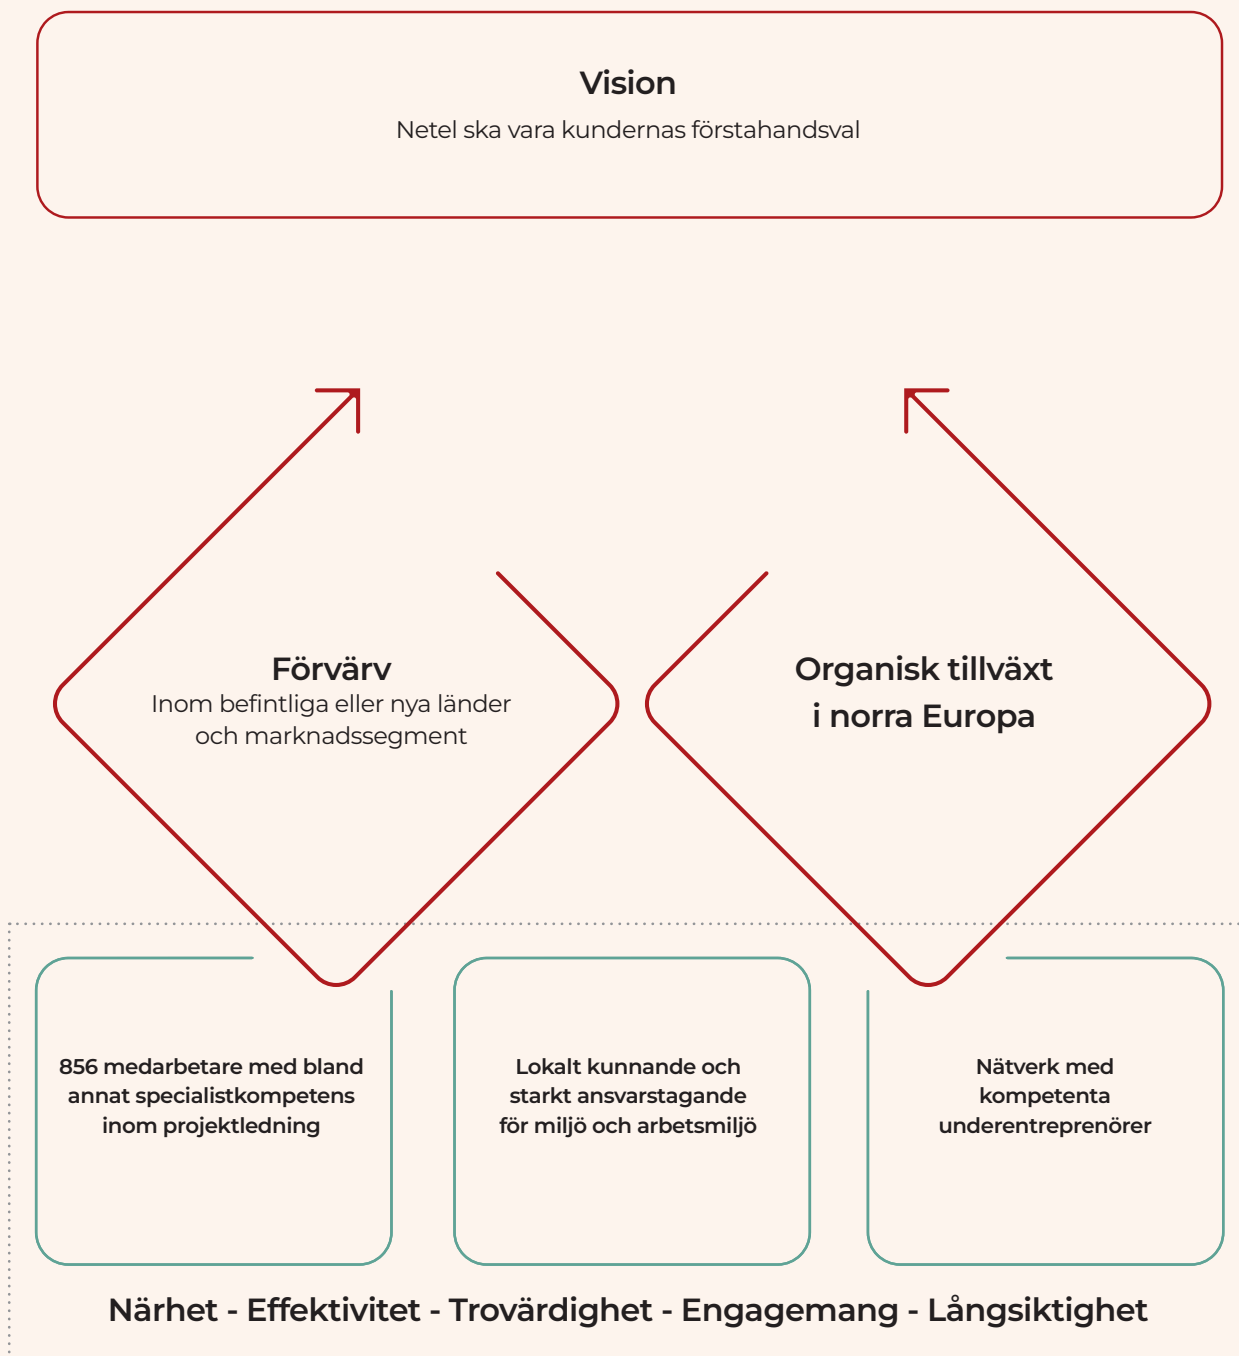 Vision
Netel ska vara kundernas förstahandsval
Förvärv
Inom befintliga eller nya länder
och marknadssegment
Organisk tillväxt
i norra Europa
856 medarbetare med bland
annat specialistkompetens
inom projektledning
Lokalt kunnande och
starkt ansvarstagande
för miljö och arbetsmiljö
Nätverk med
kompetenta
underentreprenörer
Närhet - Effektivitet - Trovärdighet - Engagemang - Långsiktighet